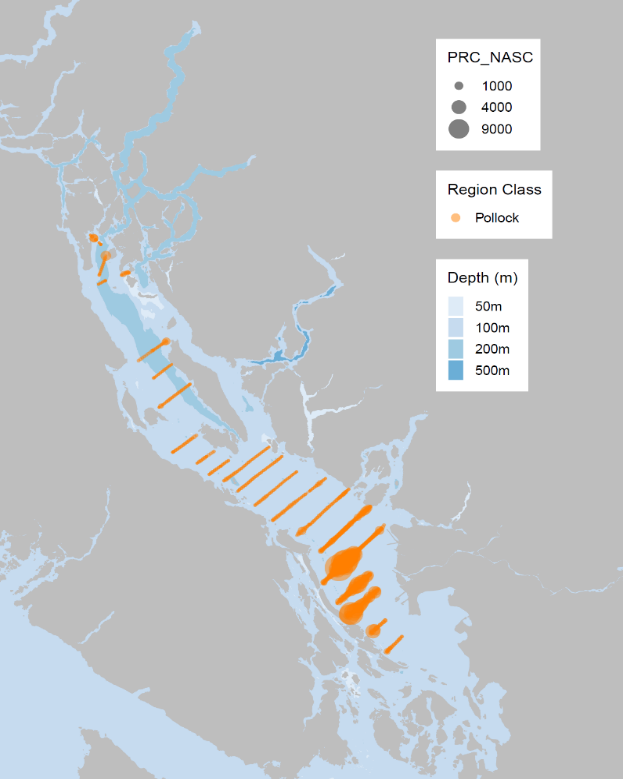 PRC_NASC
1000
4000
9000
Region Class
Pollock
Depth (m)
50m
100m
200m
500m